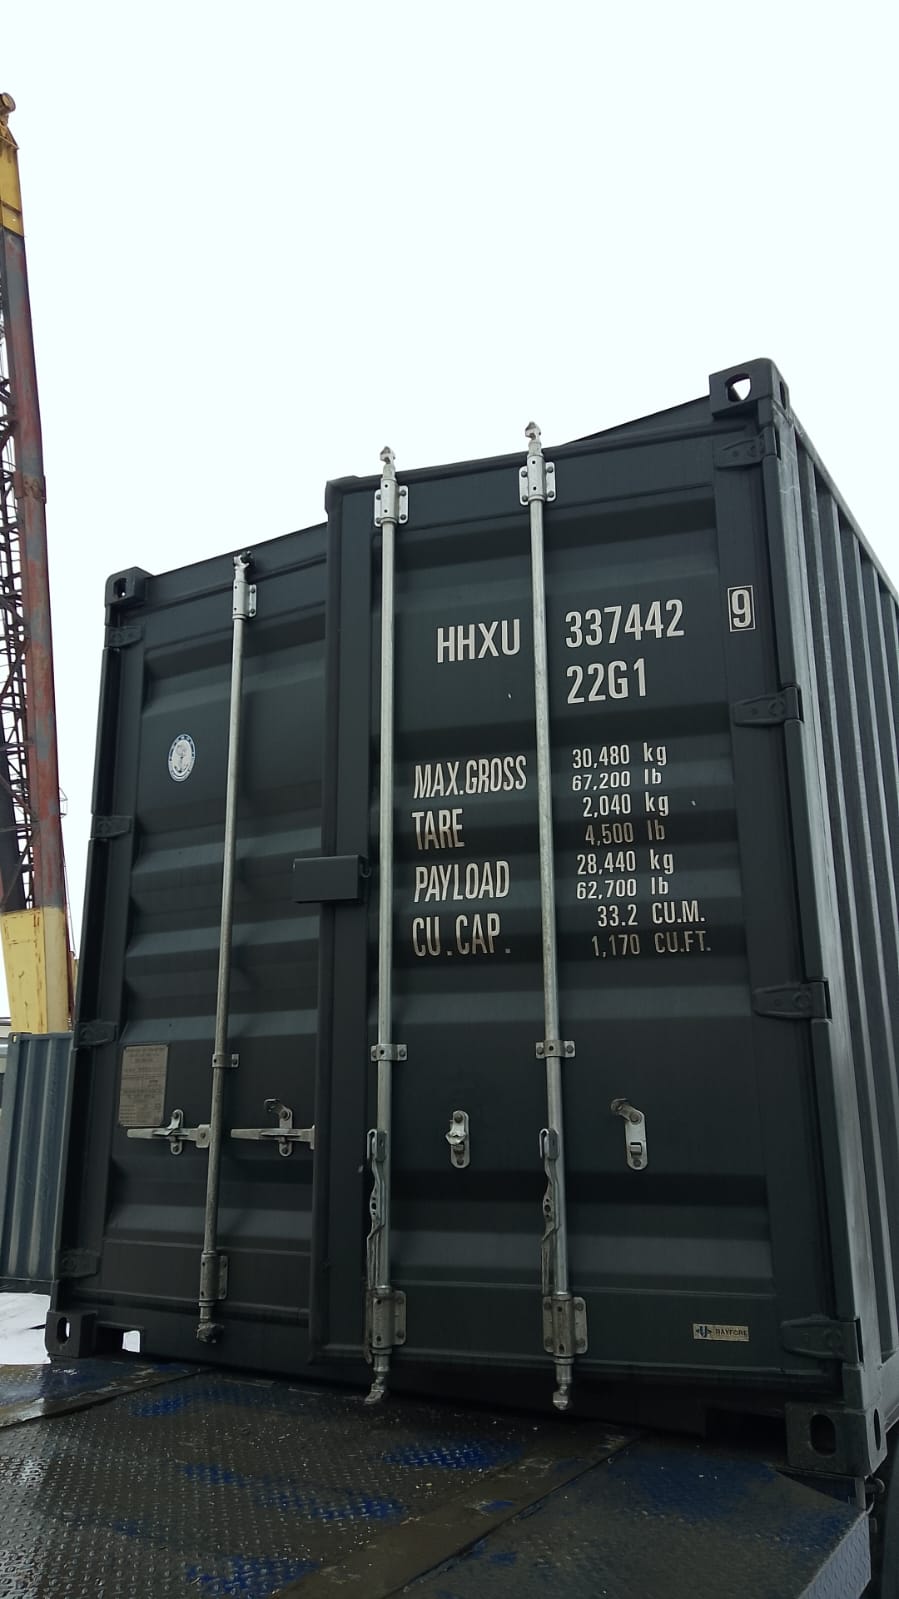 HHXU 337442 9
22G1
MAX.GROSS 30,480 kg
67,200 lb
TARE 2,040 kg
4,500 lb
PAYLOAD 28,440 kg
62,700 lb
CU.CAP. 33.2 CU.M.
1,170 CU.FT.